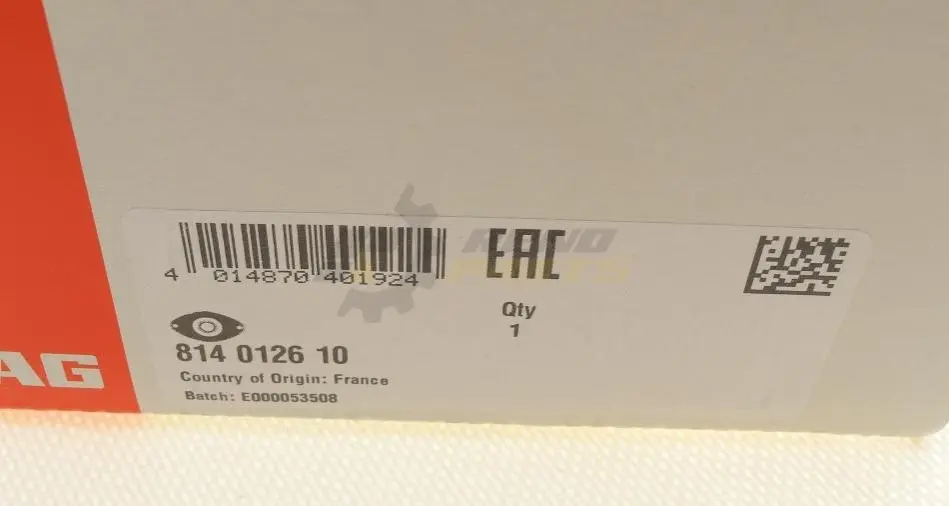 EAC
4 014870 401924
Qty
1
814 0126 10
AG
Country of Origin: France
Batch: E000053508